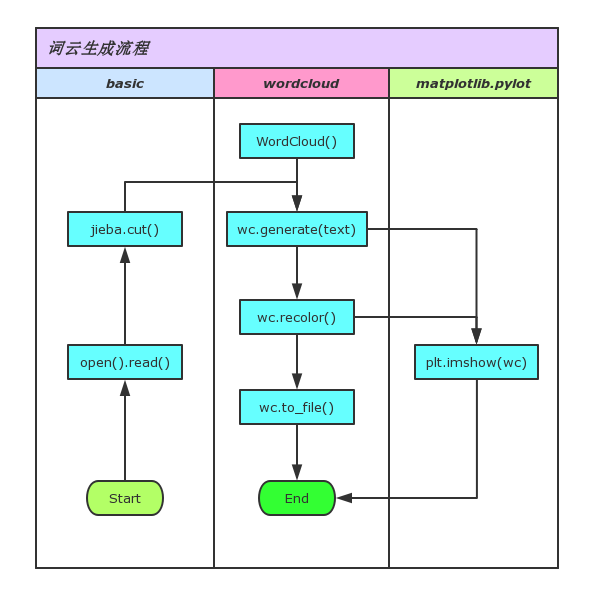 词云生成流程
basic
wordcloud
matplotlib.pylot
WordCloud()
jieba.cut()
wc.generate(text)
wc.recolor()
open().read()
plt.imshow(wc)
wc.to_file()
Start
End